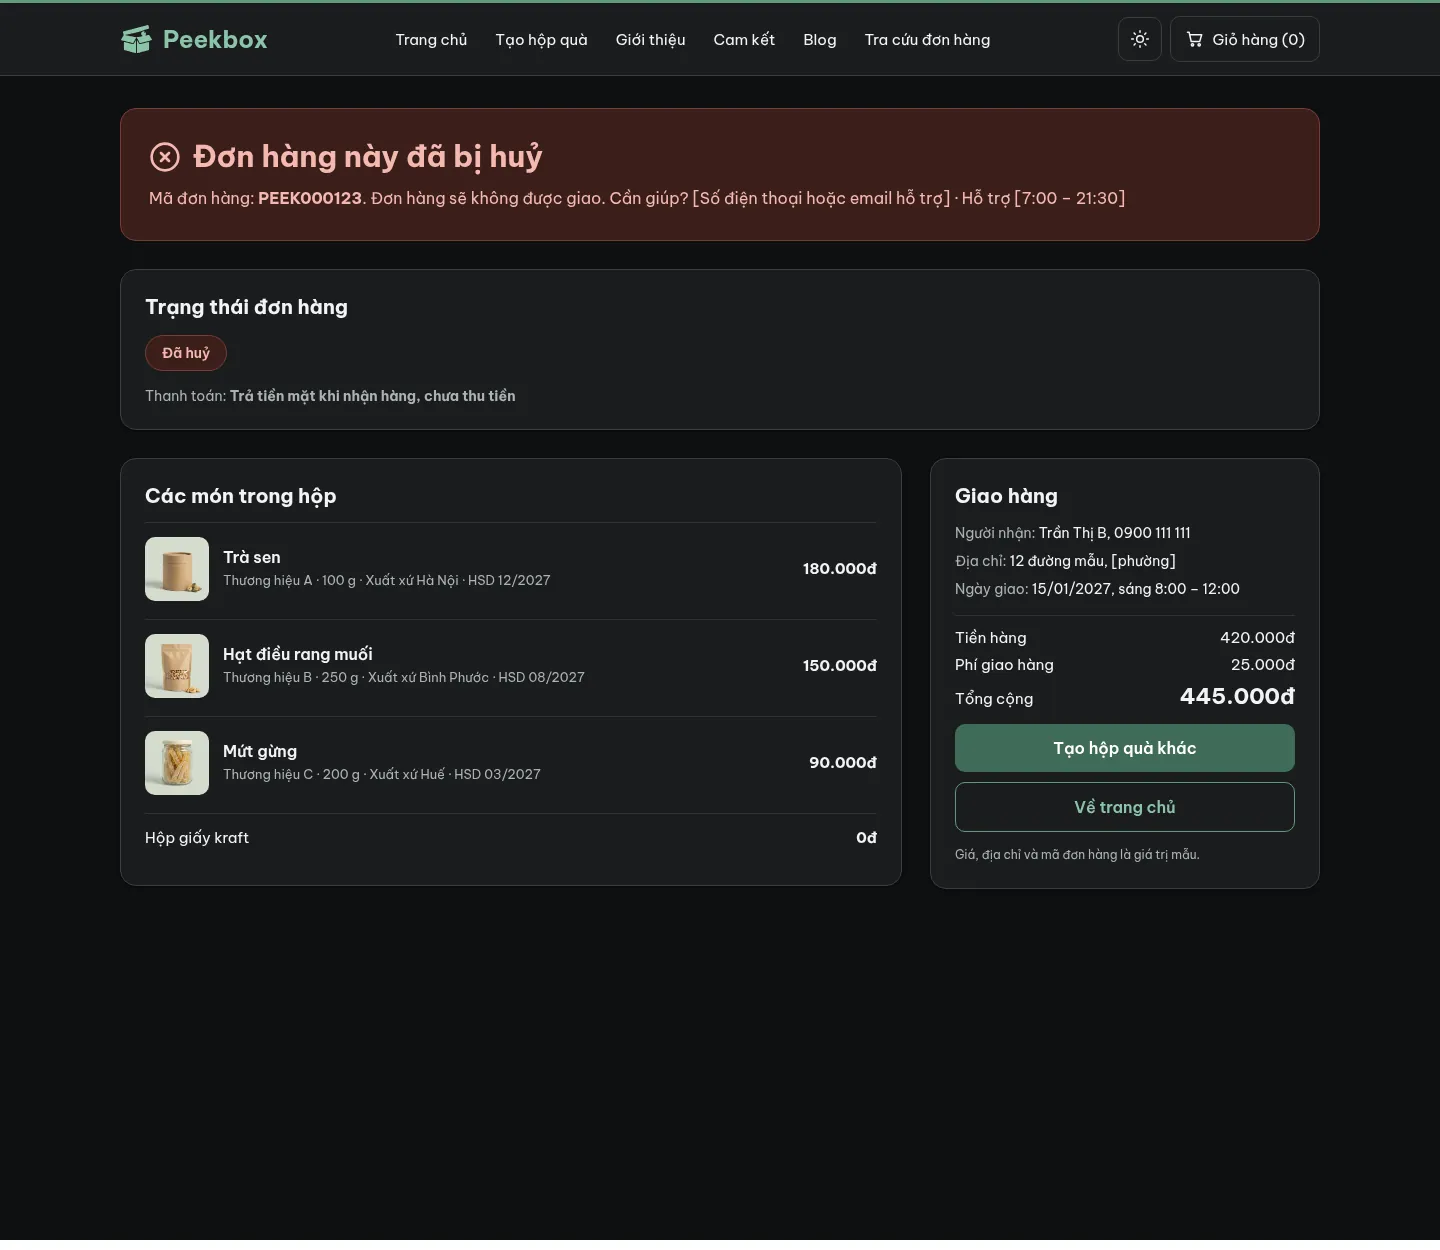 Peekbox
Trang chủ
Tạo hộp quà
Giới thiệu
Cam kết
Blog
Tra cứu đơn hàng
Giỏ hàng (0)
Đơn hàng này đã bị huỷ
Mã đơn hàng: PEEK000123. Đơn hàng sẽ không được giao. Cần giúp? [Số điện thoại hoặc email hỗ trợ] · Hỗ trợ [7:00 – 21:30]
Trạng thái đơn hàng
Đã huỷ
Thanh toán: Trả tiền mặt khi nhận hàng, chưa thu tiền
Các món trong hộp
Trà sen
Thương hiệu A · 100 g · Xuất xứ Hà Nội · HSD 12/2027
180.000đ
Hạt điều rang muối
Thương hiệu B · 250 g · Xuất xứ Bình Phước · HSD 08/2027
150.000đ
Mứt gừng
Thương hiệu C · 200 g · Xuất xứ Huế · HSD 03/2027
90.000đ
Hộp giấy kraft
0đ
Giao hàng
Người nhận: Trần Thị B, 0900 111 111
Địa chỉ: 12 đường mẫu, [phường]
Ngày giao: 15/01/2027, sáng 8:00 – 12:00
Tiền hàng 420.000đ
Phí giao hàng 25.000đ
Tổng cộng 445.000đ
Tạo hộp quà khác
Về trang chủ
Giá, địa chỉ và mã đơn hàng là giá trị mẫu.